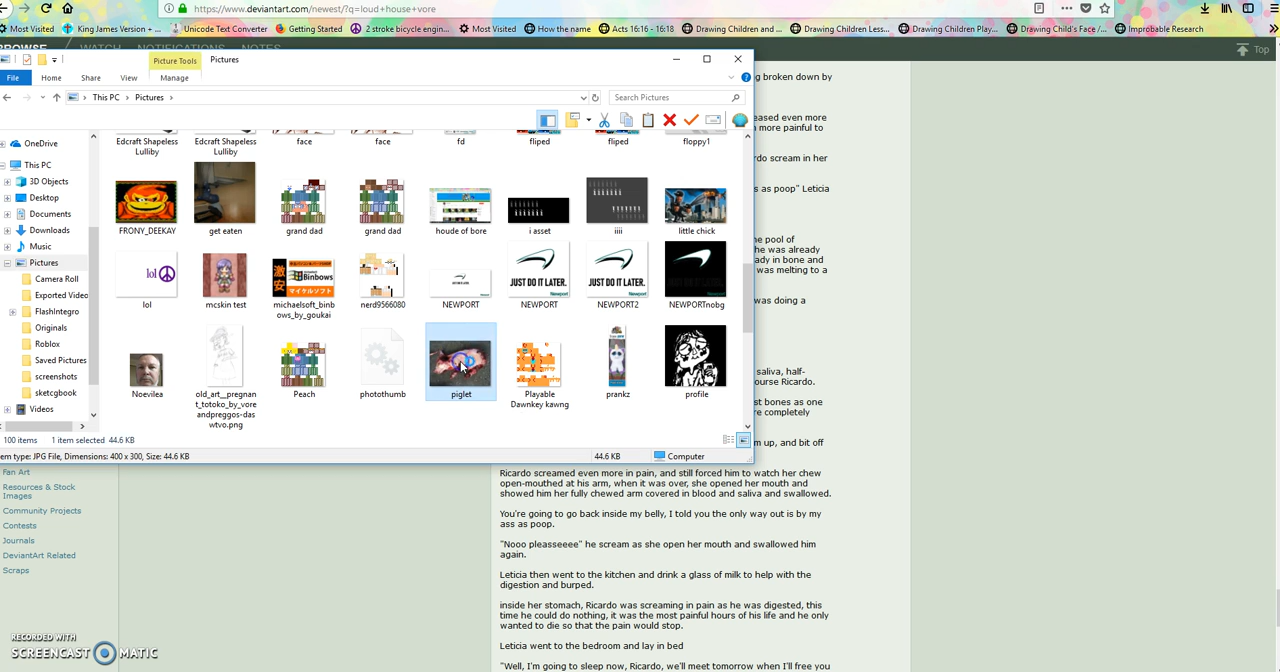 https://www.deviantart.com/newest/?q=loud+house+vore
Most Visited King James Version + ... Unicode Text Converter Getting Started 2 stroke bicycle engin... Most Visited How the name Acts 16:16 - 16:18 Drawing Children and ... Drawing Children Less... Drawing Children Play... Drawing Child's Face /... Improbable Research
BROWSE WATCH NOTIFICATIONS NOTES
Top
Picture Tools Pictures
File Home Share View Manage
This PC Pictures
Search Pictures
OneDrive
This PC
3D Objects
Desktop
Documents
Downloads
Music
Pictures
Camera Roll
Exported Video
FlashIntegro
Originals
Roblox
Saved Pictures
screenshots
sketcgbook
Videos
Edcraft Shapeless Lulliby
Edcraft Shapeless Lulliby
face
face
fd
fliped
fliped
floppy1
FRONY_DEEKAY
get eaten
grand dad
grand dad
houde of bore
i asset
iiii
little chick
lol
lol
mcskin test
Binbows
michaelsoft_binb
ows_by_goukai
nerd9566080
NEWPORT
JUST DO IT LATER.
NEWPORT
JUST DO IT LATER.
NEWPORT2
NEWPORTnobg
Noevilea
old_art__pregnan
t_totoko_by_vore
andpreggos-das
wtvo.png
Peach
photothumb
piglet
Playable
Dawnkey kawng
prankz
profile
100 items 1 item selected 44.6 KB
em type: JPG File, Dimensions: 400 x 300, Size: 44.6 KB
44.6 KB Computer
g broken down by
eased even more
more painful to
rdo scream in her
s as poop" Leticia
he pool of
he was already
ady in bone and
was melting to a
was doing a
saliva, half-
ourse Ricardo.
st bones as one
re completely
m up, and bit off
Ricardo screamed even more in pain, and still forced him to watch her chew
open-mouthed at his arm, when it was over, she opened her mouth and
showed him her fully chewed arm covered in blood and saliva and swallowed.
You're going to go back inside my belly, I told you the only way out is by my
ass as poop.
"Nooo pleasseeee" he scream as she open her mouth and swallowed him
again.
Leticia then went to the kitchen and drink a glass of milk to help with the
digestion and burped.
inside her stomach, Ricardo was screaming in pain as he was digested, this
time he could do nothing, it was the most painful hours of his life and he only
wanted to die so that the pain would stop.
Leticia went to the bedroom and lay in bed
"Well, I'm going to sleep now, Ricardo, we'll meet tomorrow when I'll free you
Fan Art
Resources & Stock
Images
Community Projects
Contests
Journals
DeviantArt Related
Scraps
RECORDED WITH
SCREENCAST MATIC